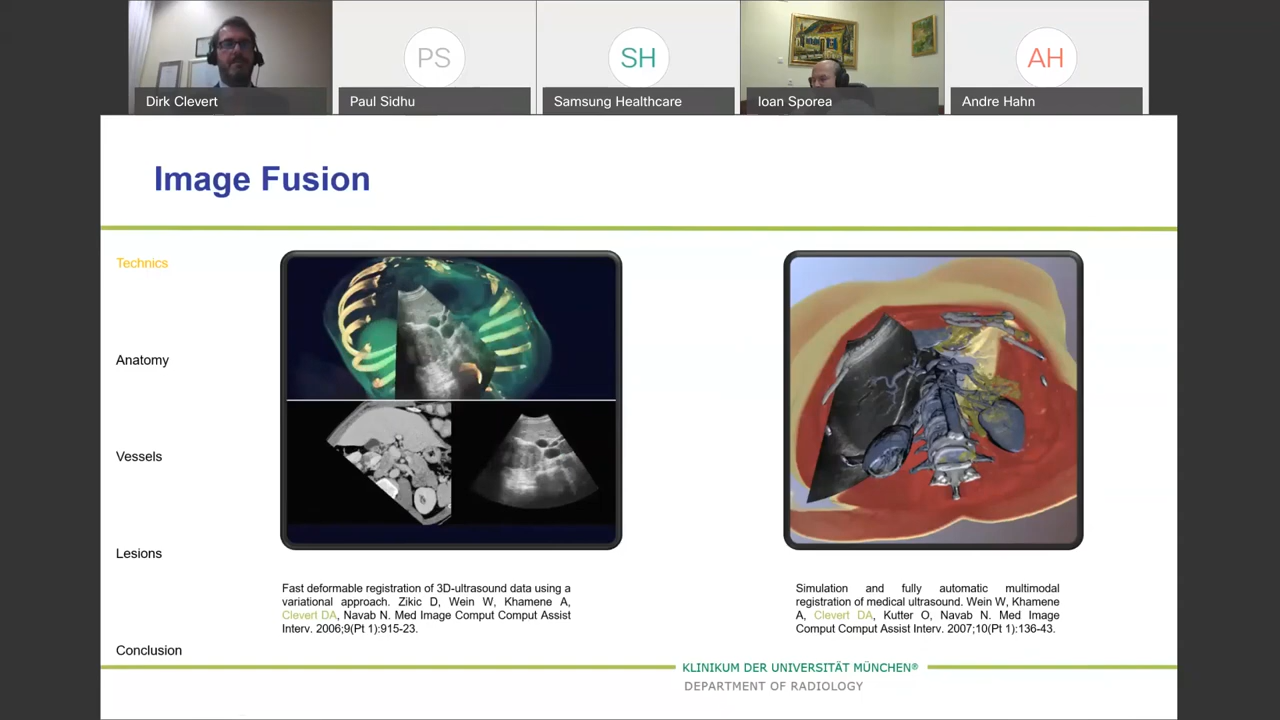 PS
SH
AH
Dirk Clevert
Paul Sidhu
Samsung Healthcare
Ioan Sporea
Andre Hahn
Image Fusion
Technics
Anatomy
Vessels
Lesions
Conclusion
Fast deformable registration of 3D-ultrasound data using a
variational approach. Zikic D, Wein W, Khamene A,
Clevert DA, Navab N. Med Image Comput Comput Assist
Interv. 2006;9(Pt 1):915-23.
Simulation and fully automatic multimodal
registration of medical ultrasound. Wein W, Khamene
A, Clevert DA, Kutter O, Navab N. Med Image
Comput Comput Assist Interv. 2007;10(Pt 1):136-43.
KLINIKUM DER UNIVERSITÄT MÜNCHEN®
DEPARTMENT OF RADIOLOGY